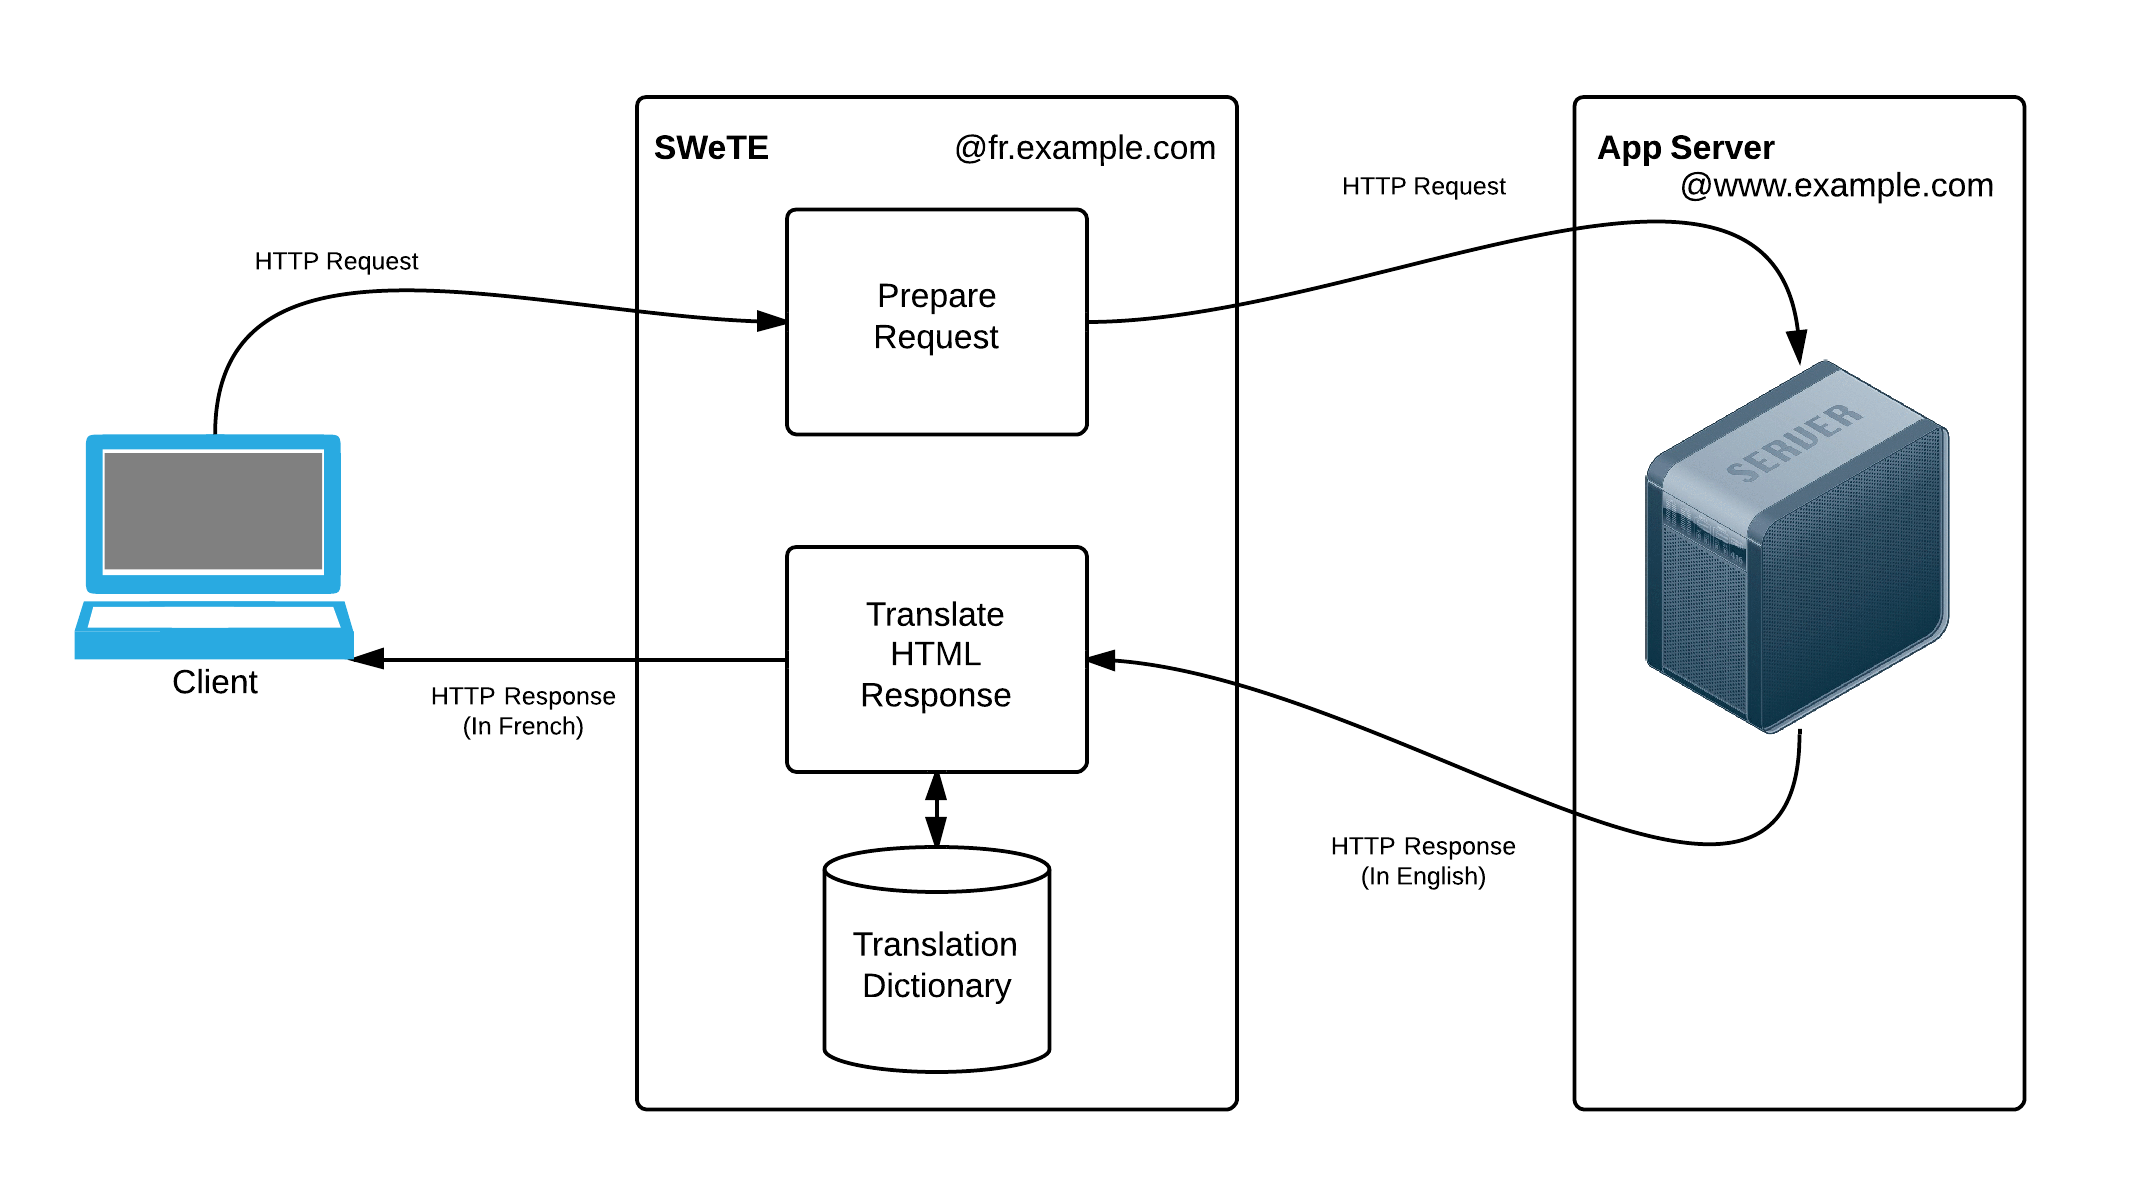 SWeTE
@fr.example.com
App Server
@www.example.com
HTTP Request
HTTP Request
Prepare
Request
SERVER
Translate
HTML
Response
Client
HTTP Response
(In French)
HTTP Response
(In English)
Translation
Dictionary